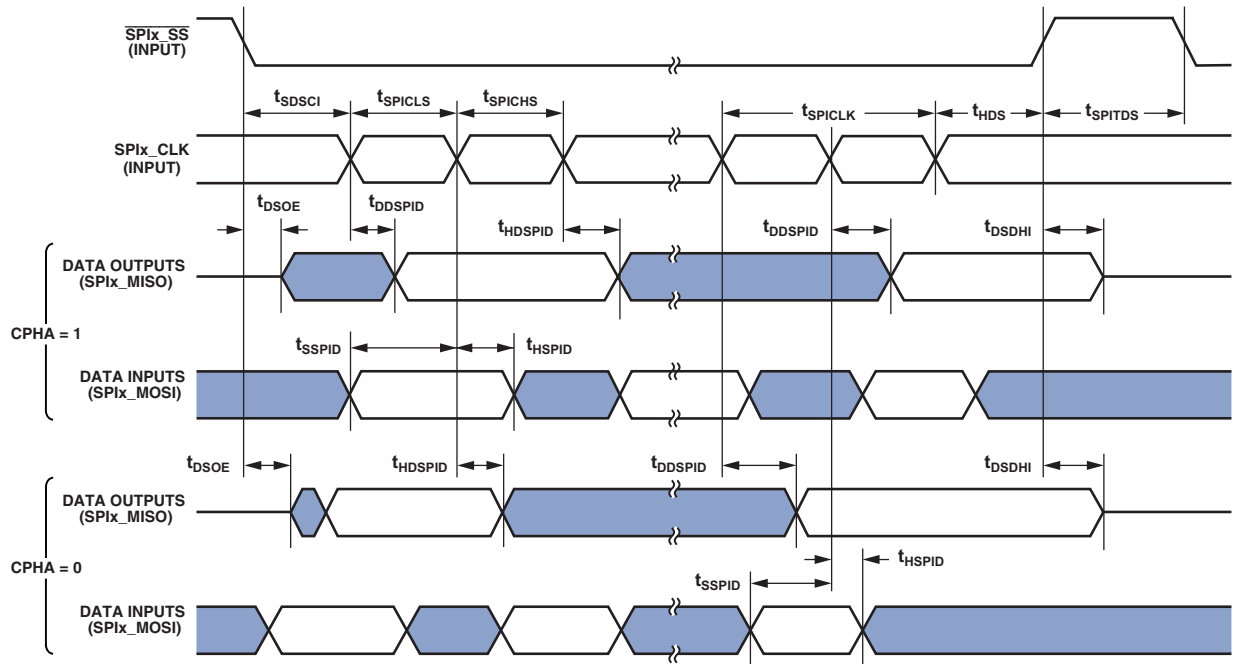 SPIx_SS
(INPUT)
tSDSCI tSPICLS tSPICHS tSPICLK tHDS tSPITDS
SPIx_CLK
(INPUT)
tDSOE tDDSPID tHDSPID tDDSPID tDSDHI
DATA OUTPUTS
(SPIx_MISO)
CPHA = 1
tSSPID tHSPID
DATA INPUTS
(SPIx_MOSI)
tDSOE tHDSPID tDDSPID tDSDHI
DATA OUTPUTS
(SPIx_MISO)
CPHA = 0
tSSPID tHSPID
DATA INPUTS
(SPIx_MOSI)